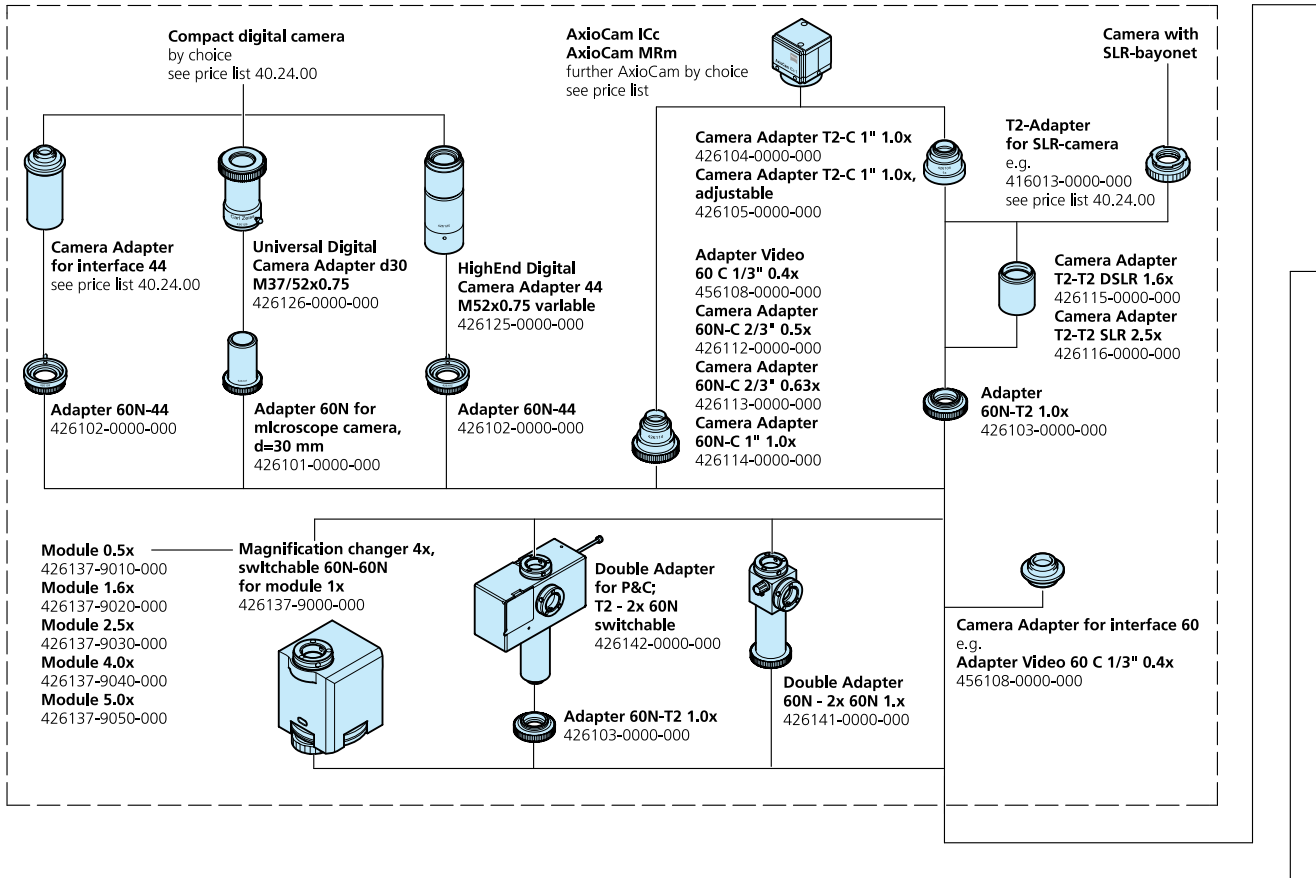 Compact digital camera
by choice
see price list 40.24.00
AxioCam ICc
AxioCam MRm
further AxioCam by choice
see price list
Camera with
SLR-bayonet
Camera Adapter T2-C 1" 1.0x
426104-0000-000
Camera Adapter T2-C 1" 1.0x,
adjustable
426105-0000-000
T2-Adapter
for SLR-camera
e.g.
416013-0000-000
see price list 40.24.00
Camera Adapter
for interface 44
see price list 40.24.00
Carl Zeiss
Universal Digital
Camera Adapter d30
M37/52x0.75
426126-0000-000
HighEnd Digital
Camera Adapter 44
M52x0.75 varlable
426125-0000-000
Adapter Video
60 C 1/3" 0.4x
456108-0000-000
Camera Adapter
60N-C 2/3" 0.5x
426112-0000-000
Camera Adapter
60N-C 2/3" 0.63x
426113-0000-000
Camera Adapter
60N-C 1" 1.0x
426114-0000-000
Camera Adapter
T2-T2 DSLR 1.6x
426115-0000-000
Camera Adapter
T2-T2 SLR 2.5x
426116-0000-000
Adapter 60N-44
426102-0000-000
Adapter 60N for
mlcroscope camera,
d=30 mm
426101-0000-000
Adapter 60N-44
426102-0000-000
426114
Adapter
60N-T2 1.0x
426103-0000-000
Module 0.5x
426137-9010-000
Module 1.6x
426137-9020-000
Module 2.5x
426137-9030-000
Module 4.0x
426137-9040-000
Module 5.0x
426137-9050-000
Magnification changer 4x,
swltchable 60N-60N
for module 1x
426137-9000-000
Double Adapter
for P&C;
T2 - 2x 60N
switchable
426142-0000-000
Adapter 60N-T2 1.0x
426103-0000-000
Double Adapter
60N - 2x 60N 1.x
426141-0000-000
Camera Adapter for interface 60
e.g.
Adapter Video 60 C 1/3" 0.4x
456108-0000-000